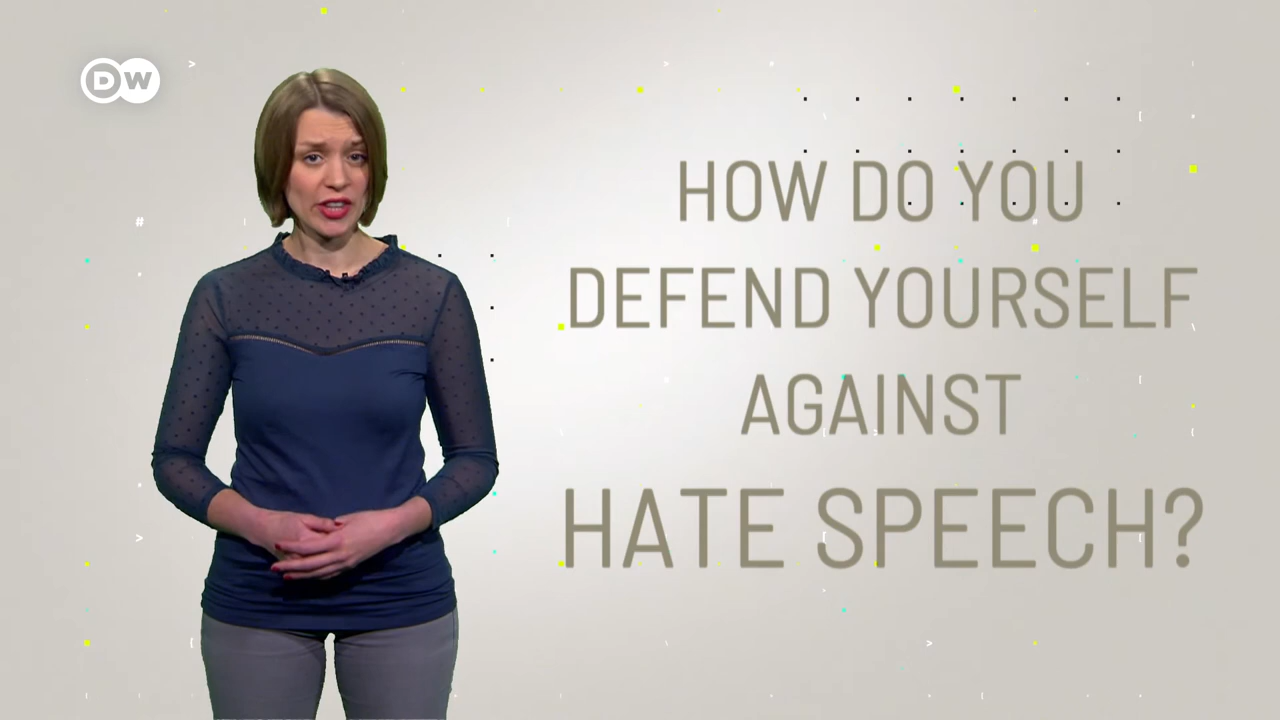 DW
HOW DO YOU
DEFEND YOURSELF
AGAINST
HATE SPEECH?